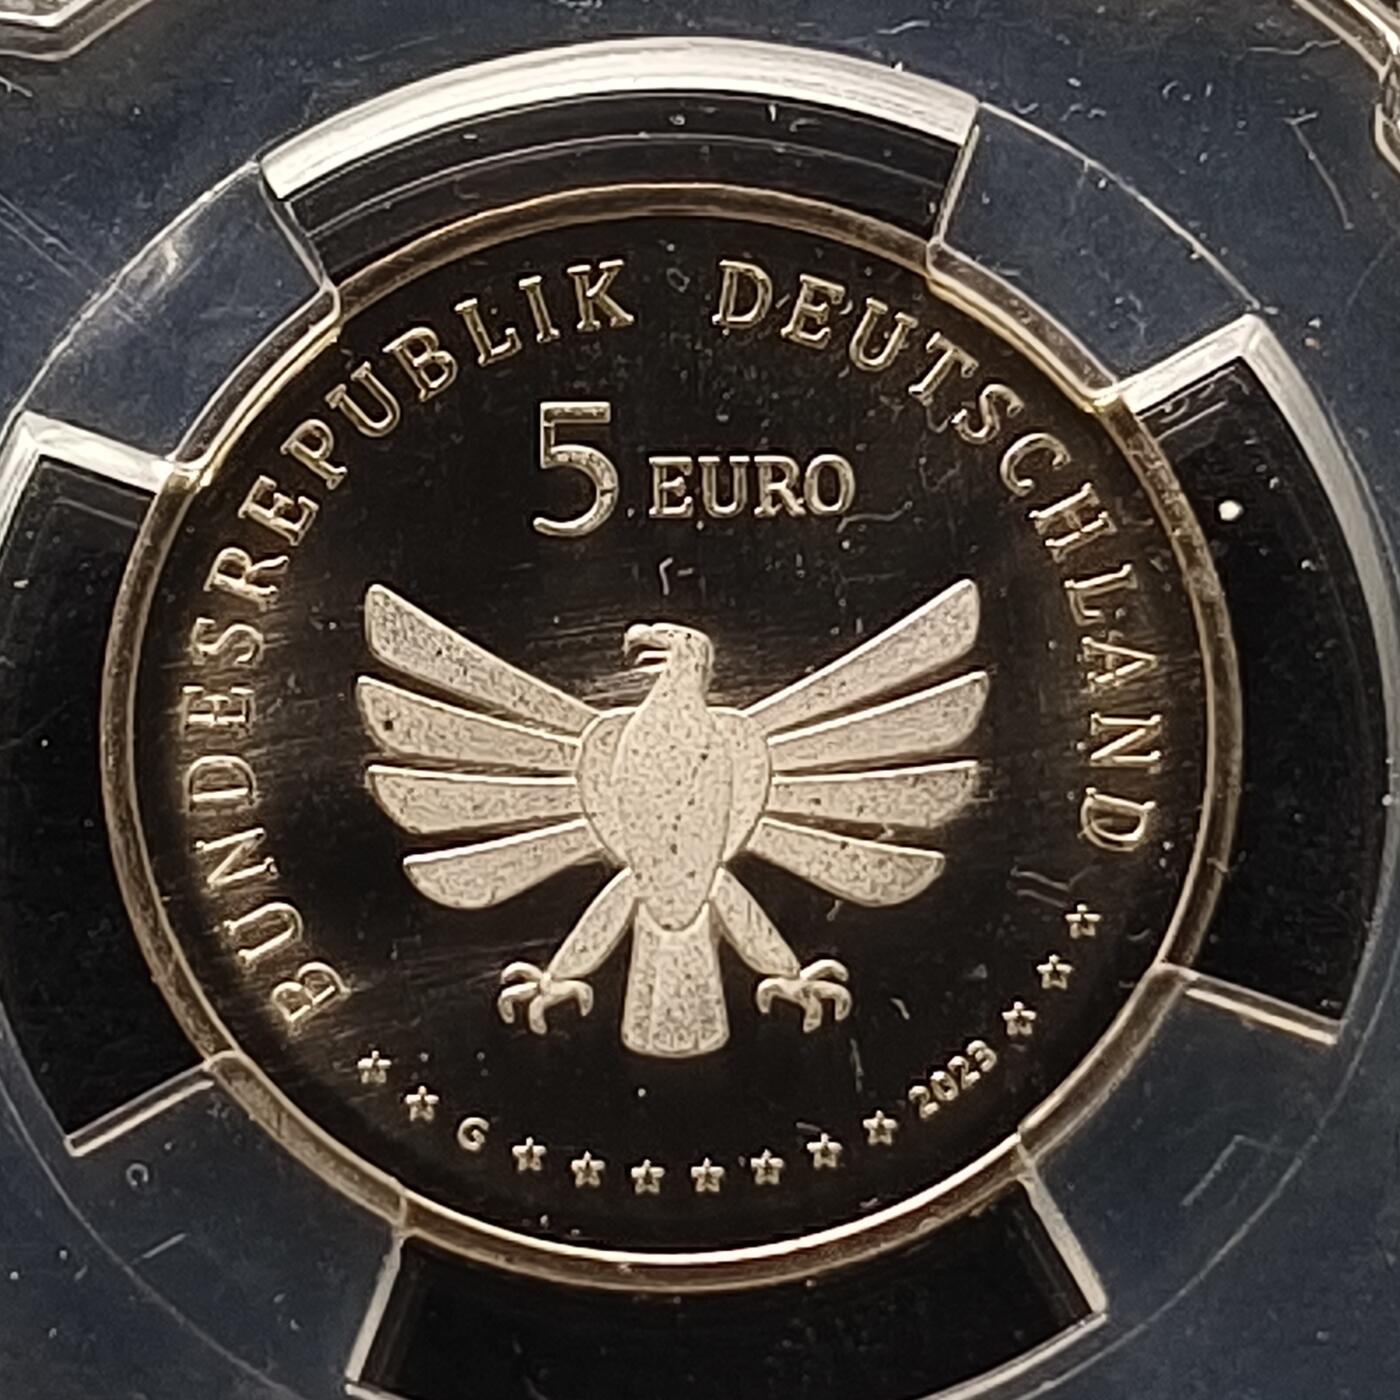 BUNDESREPUBLIK DEUTSCHLAND
5 EURO
G
2023